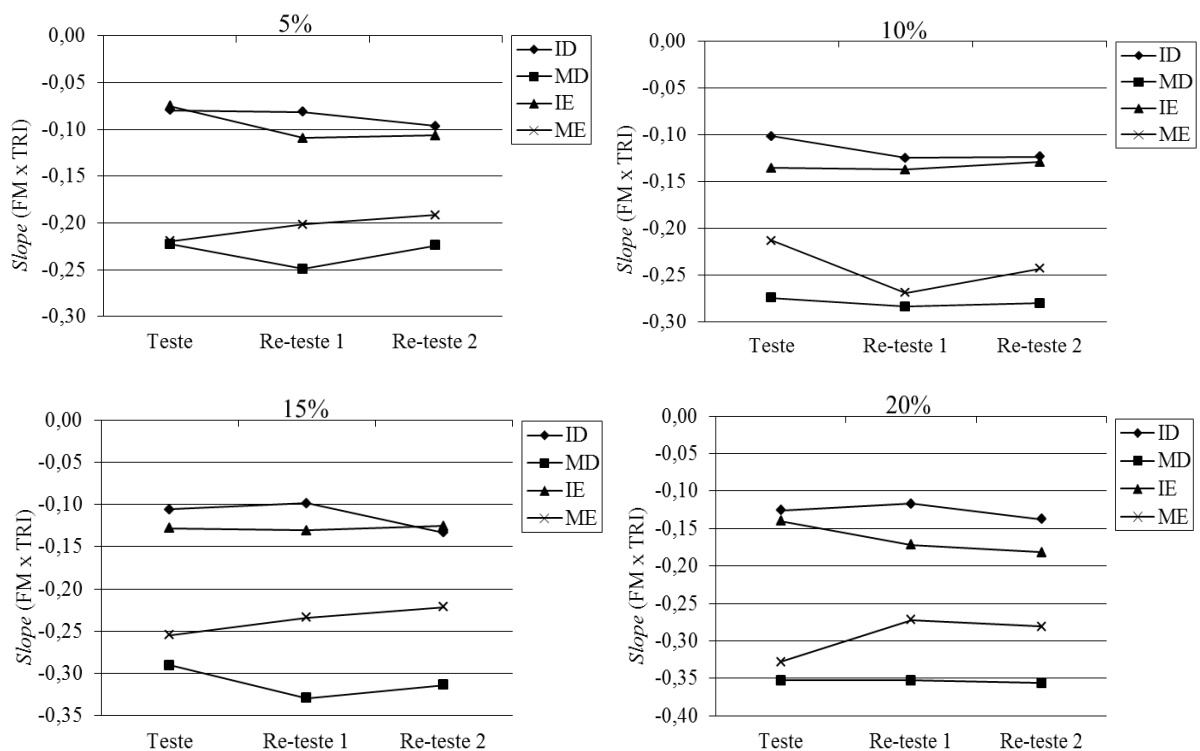 5%
0,00
-0,05
-0,10
-0,15
-0,20
-0,25
-0,30
Slope (FM x TRI)
Teste Re-teste 1 Re-teste 2
ID
MD
IE
ME
10%
0,00
-0,05
-0,10
-0,15
-0,20
-0,25
-0,30
Slope (FM x TRI)
Teste Re-teste 1 Re-teste 2
ID
MD
IE
ME
15%
0,00
-0,05
-0,10
-0,15
-0,20
-0,25
-0,30
-0,35
Slope (FM x TRI)
Teste Re-teste 1 Re-teste 2
ID
MD
IE
ME
20%
0,00
-0,05
-0,10
-0,15
-0,20
-0,25
-0,30
-0,35
-0,40
Slope (FM x TRI)
Teste Re-teste 1 Re-teste 2
ID
MD
IE
ME